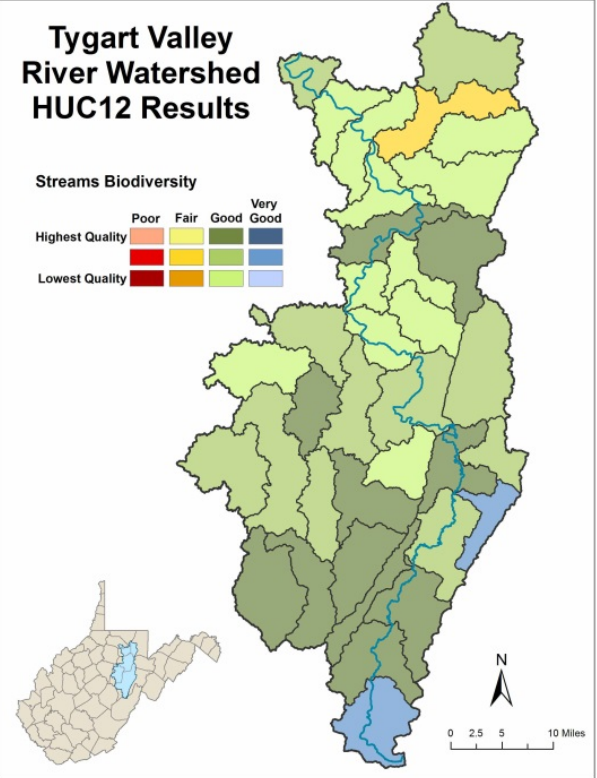 Tygart Valley
River Watershed
HUC12 Results
Streams Biodiversity
Poor Fair Good Very Good
Highest Quality
Lowest Quality
N
0 2.5 5 10 Miles